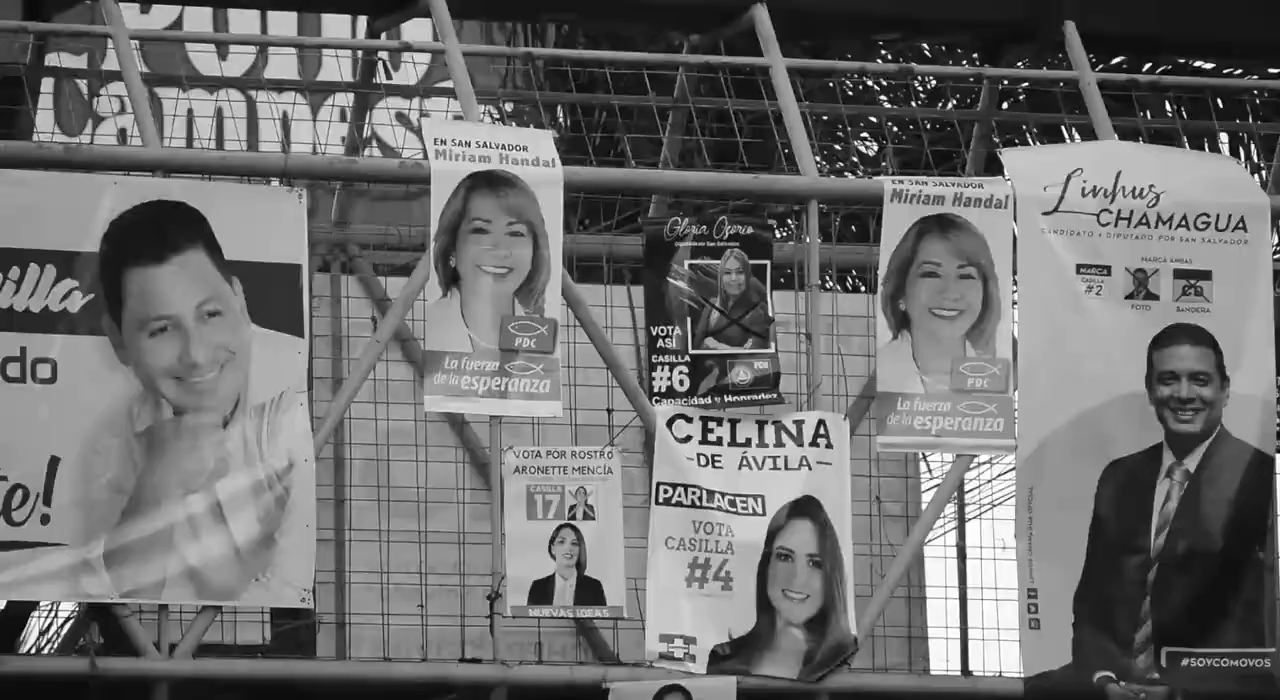 illa
do
te!
EN SAN SALVADOR
Miriam Handal
PDC
La fuerza
de la esperanza
VOTA POR ROSTRO
ARONETTE MENCÍA
CASILLA
17
NUEVAS IDEAS
Gloria Osorio
VOTA
ASÍ
CASILLA
#6
Capacidad y Honradez
CELINA
-DE ÁVILA-
PARLACEN
VOTA
CASILLA
#4
EN SAN SALVADOR
Miriam Handal
PDC
La fuerza
de la esperanza
Linhus
CHAMAGUA
CANDIDATO A DIPUTADO POR SAN SALVADOR
MARCA AMBAS
MARCA
CASILLA
#2
FOTO
BANDERA
CD
#SOYCOMOVOS